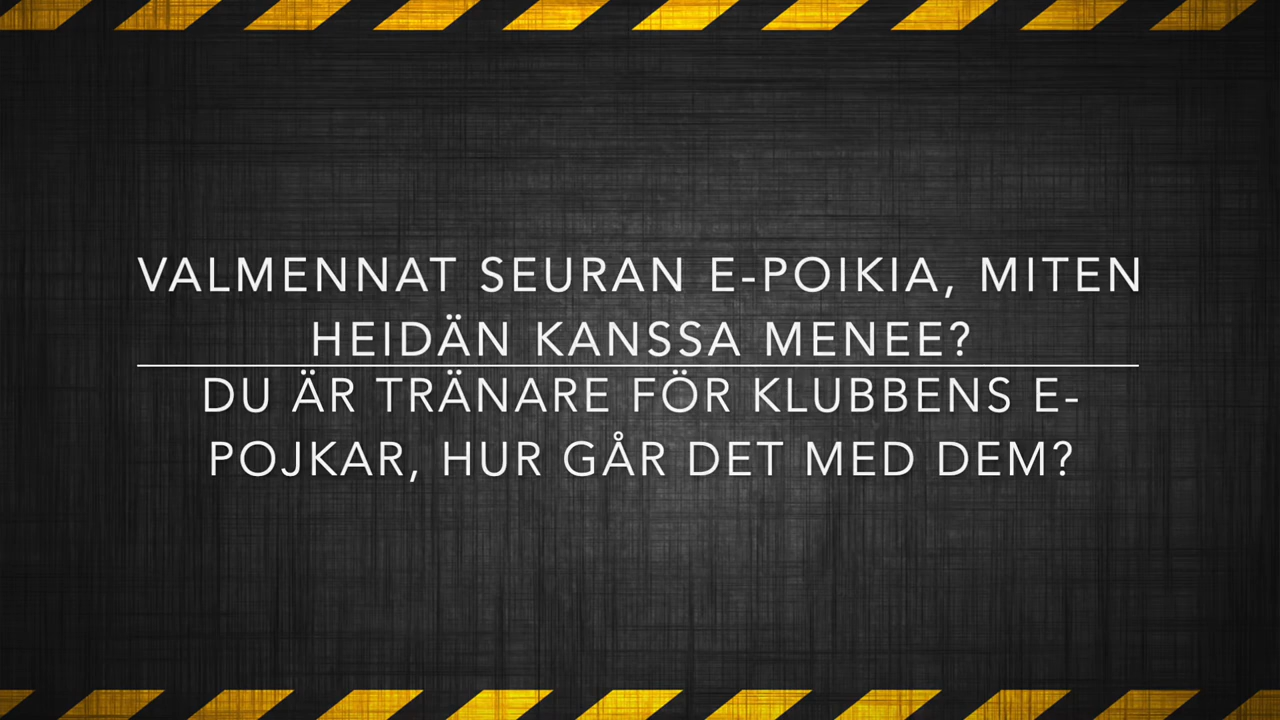 VALMENNAT SEURAN E-POIKIA, MITEN
HEIDÄN KANSSA MENEE?
DU ÄR TRÄNARE FÖR KLUBBENS E-
POJKAR, HUR GÅR DET MED DEM?